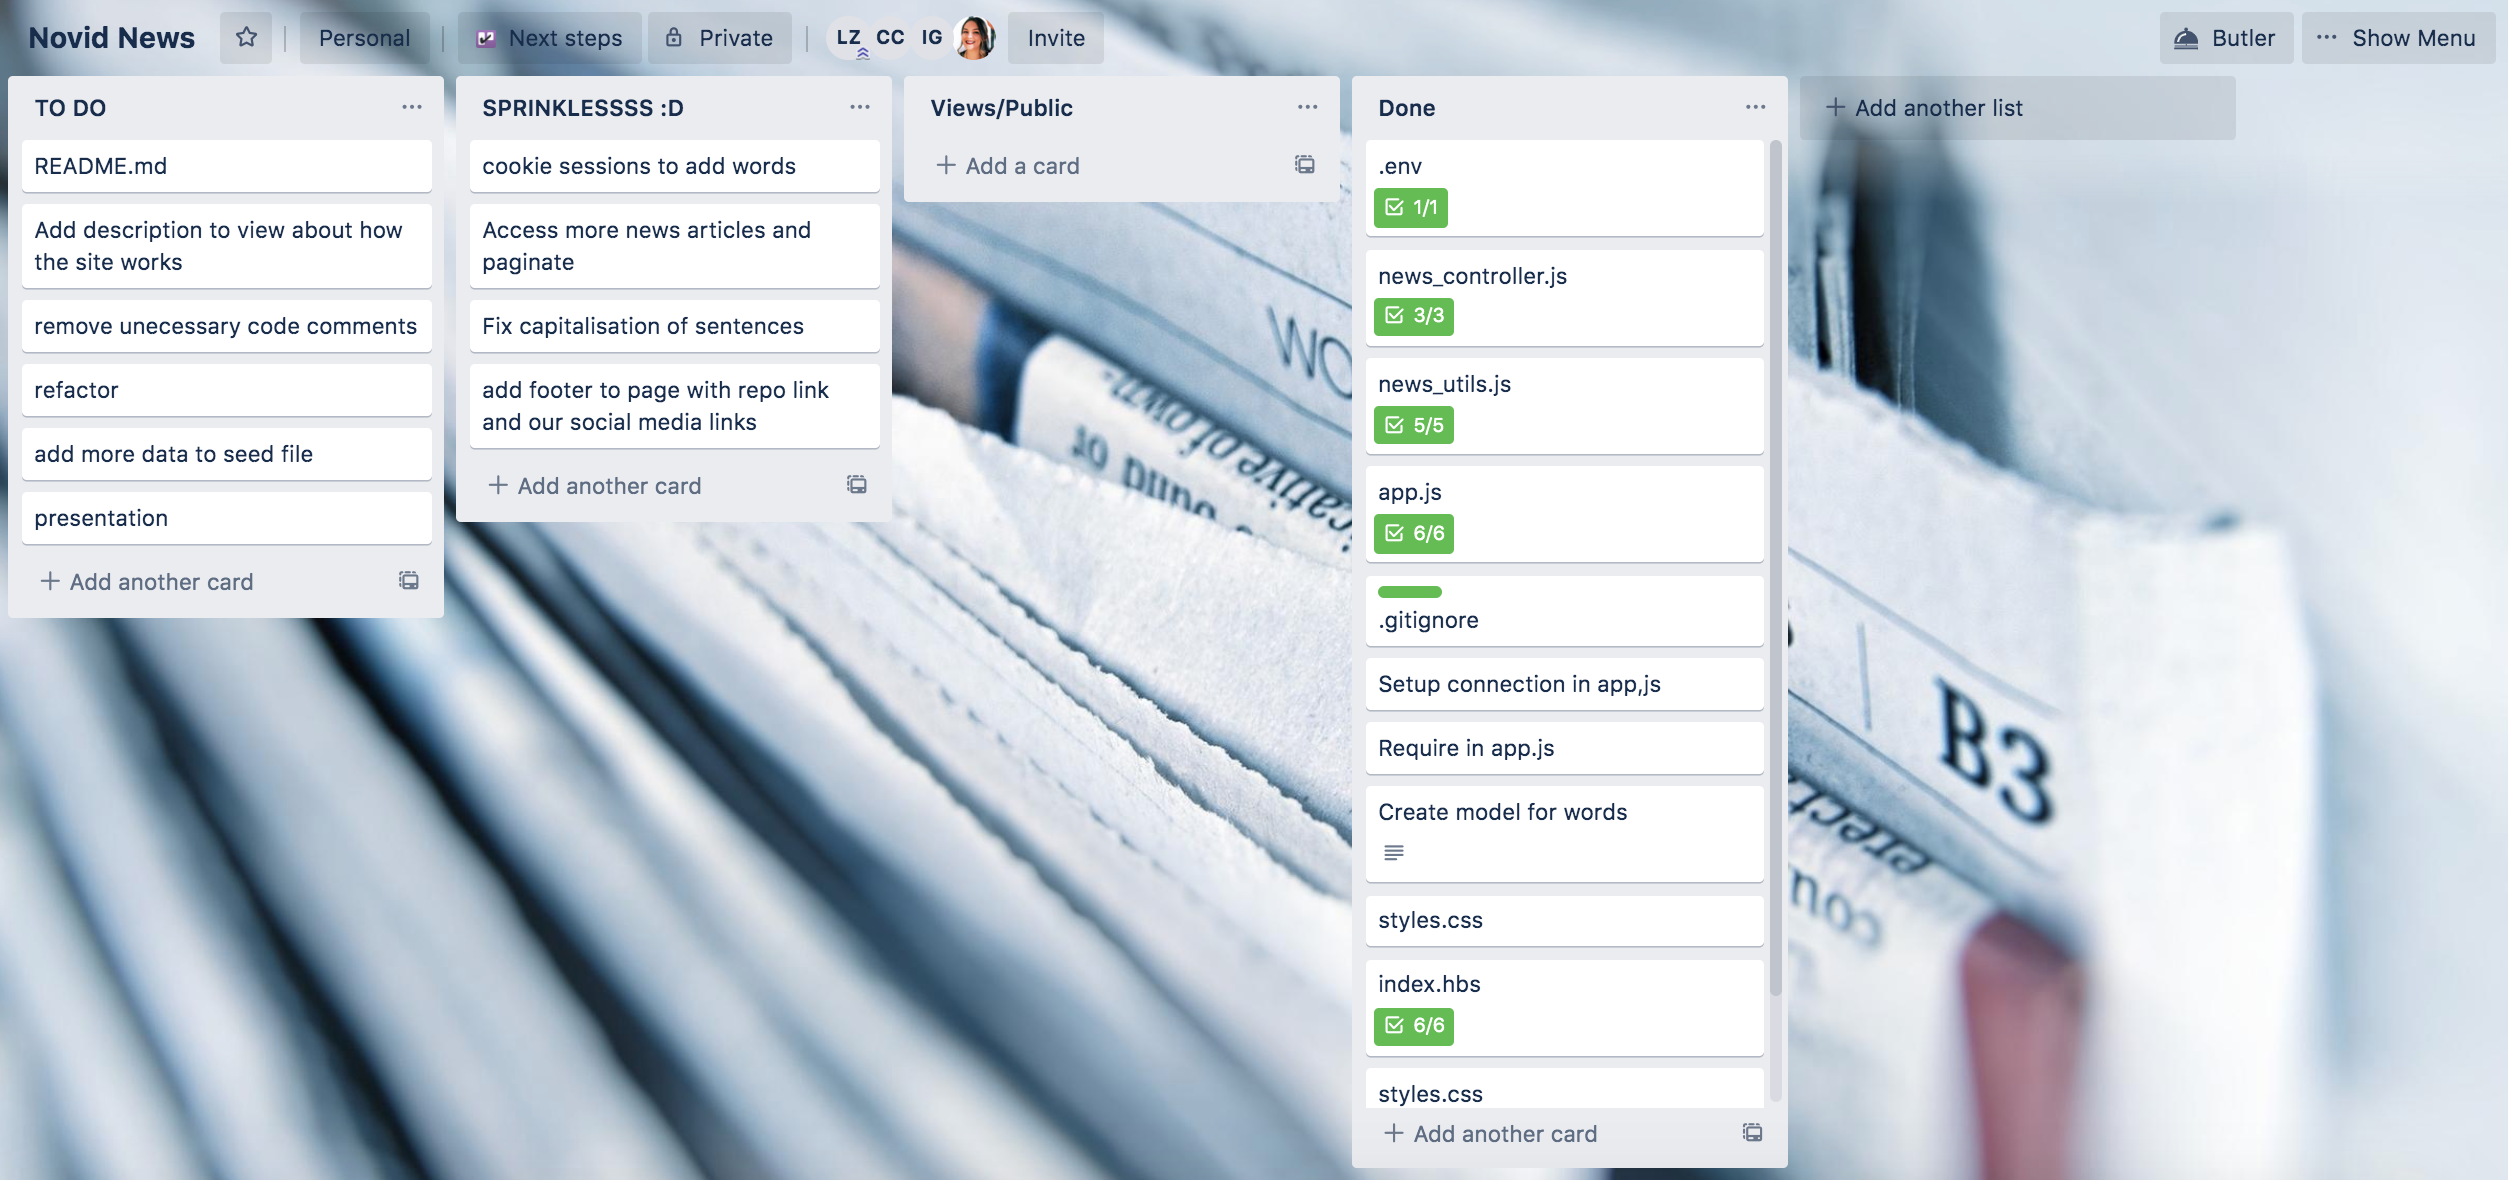 Novid News
Personal
Next steps
Private
LZ
CC
IG
Invite
Butler
Show Menu
TO DO
README.md
Add description to view about how
the site works
remove unecessary code comments
refactor
add more data to seed file
presentation
+ Add another card
SPRINKLESSSS :D
cookie sessions to add words
Access more news articles and
paginate
Fix capitalisation of sentences
add footer to page with repo link
and our social media links
+ Add another card
Views/Public
+ Add a card
Done
.env
1/1
news_controller.js
3/3
news_utils.js
5/5
app.js
6/6
.gitignore
Setup connection in app,js
Require in app.js
Create model for words
styles.css
index.hbs
6/6
styles.css
+ Add another card
+ Add another list
B3